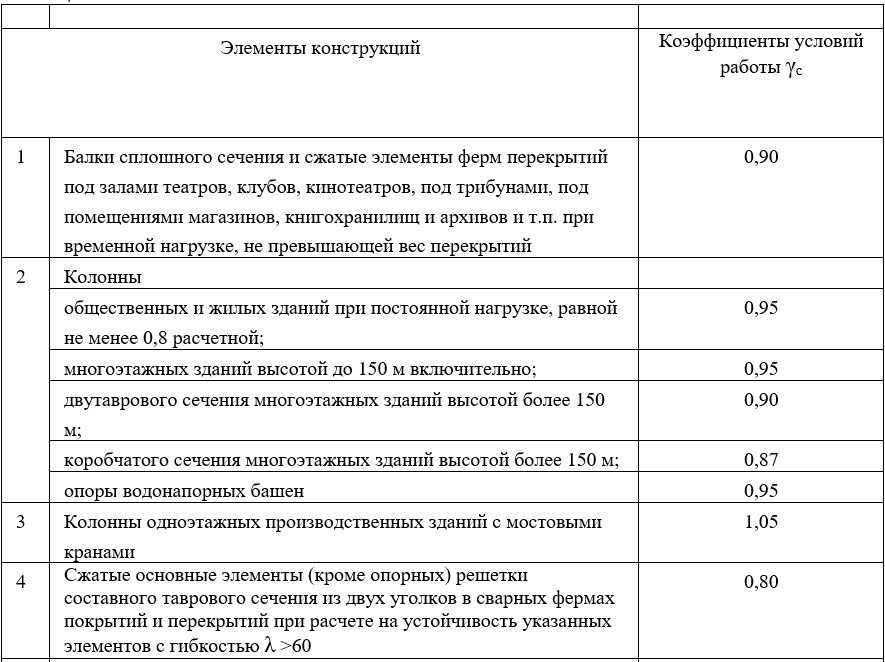 Элементы конструкций
Коэффициенты условий
работы γс
1
Балки сплошного сечения и сжатые элементы ферм перекрытий
0,90
под залами театров, клубов, кинотеатров, под трибунами, под
помещениями магазинов, книгохранилищ и архивов и т.п. при
временной нагрузке, не превышающей вес перекрытий
2
Колонны
общественных и жилых зданий при постоянной нагрузке, равной
0,95
не менее 0,8 расчетной;
многоэтажных зданий высотой до 150 м включительно;
0,95
двутаврового сечения многоэтажных зданий высотой более 150
0,90
м;
коробчатого сечения многоэтажных зданий высотой более 150 м;
0,87
опоры водонапорных башен
0,95
3
Колонны одноэтажных производственных зданий с мостовыми
1,05
кранами
4
Сжатые основные элементы (кроме опорных) решетки
0,80
составного таврового сечения из двух уголков в сварных фермах
покрытий и перекрытий при расчете на устойчивость указанных
элементов с гибкостью λ >60